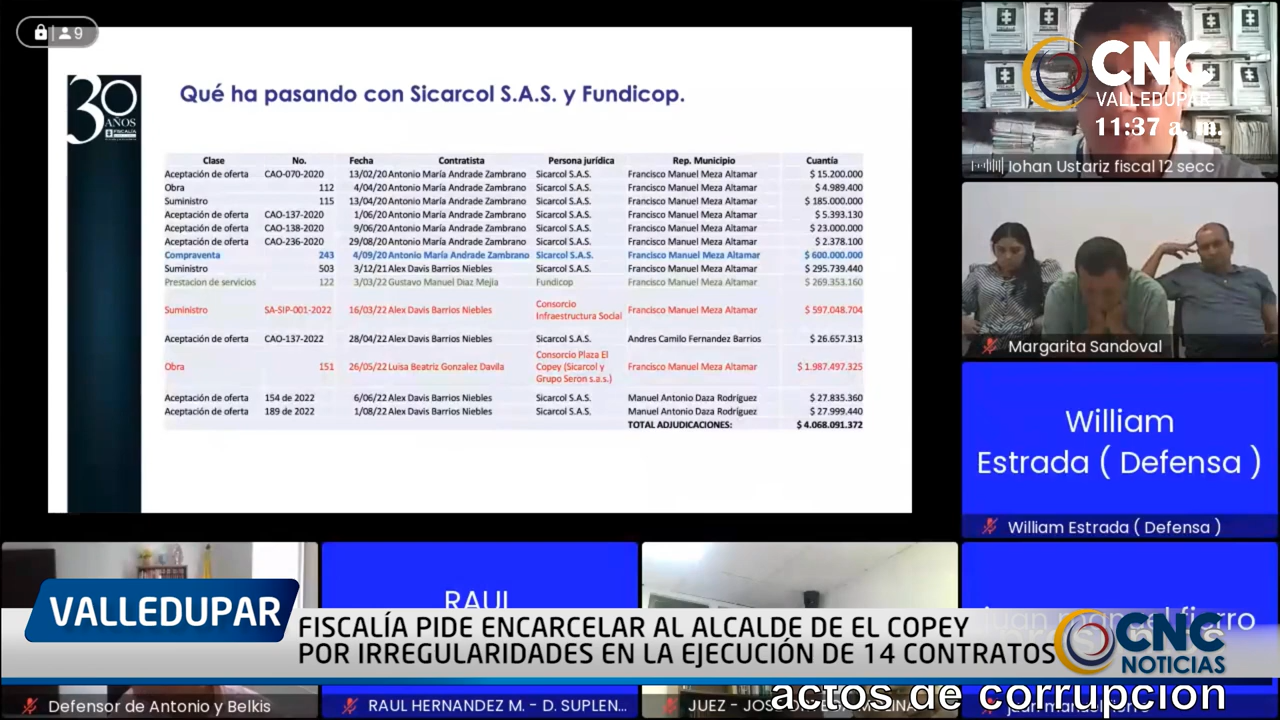 9
30
AÑOS
FISCALÍA
Qué ha pasando con Sicarcol S.A.S. y Fundicop.
Clase No. Fecha Contratista Persona jurídica Rep. Municipio Cuantía
Aceptación de oferta CAO-070-2020 13/02/20 Antonio María Andrade Zambrano Sicarcol S.A.S. Francisco Manuel Meza Altamar $ 15.200.000
Obra 112 4/04/20 Antonio María Andrade Zambrano Sicarcol S.A.S. Francisco Manuel Meza Altamar $ 4.989.400
Suministro 115 13/04/20 Antonio María Andrade Zambrano Sicarcol S.A.S. Francisco Manuel Meza Altamar $ 185.000.000
Aceptación de oferta CAO-137-2020 1/06/20 Antonio María Andrade Zambrano Sicarcol S.A.S. Francisco Manuel Meza Altamar $ 5.393.130
Aceptación de oferta CAO-138-2020 9/06/20 Antonio María Andrade Zambrano Sicarcol S.A.S. Francisco Manuel Meza Altamar $ 23.000.000
Aceptación de oferta CAO-236-2020 29/08/20 Antonio María Andrade Zambrano Sicarcol S.A.S. Francisco Manuel Meza Altamar $ 2.378.100
Compraventa 243 4/09/20 Antonio María Andrade Zambrano Sicarcol S.A.S. Francisco Manuel Meza Altamar $ 600.000.000
Suministro 503 3/12/21 Alex Davis Barrios Niebles Sicarcol S.A.S. Francisco Manuel Meza Altamar $ 295.739.440
Prestacion de servicios 122 3/03/22 Gustavo Manuel Diaz Mejia Fundicop Francisco Manuel Meza Altamar $ 269.353.160
Suministro SA-SIP-001-2022 16/03/22 Alex Davis Barrios Niebles Consorcio Infraestructura Social Francisco Manuel Meza Altamar $ 597.048.704
Aceptación de oferta CAO-137-2022 28/04/22 Alex Davis Barrios Niebles Sicarcol S.A.S. Andres Camilo Fernandez Barrios $ 26.657.313
Obra 151 26/05/22 Luisa Beatriz Gonzalez Davila Consorcio Plaza El Copey (Sicarcol y Grupo Seron s.a.s.) Francisco Manuel Meza Altamar $ 1.987.497.325
Aceptación de oferta 154 de 2022 6/06/22 Alex Davis Barrios Niebles Sicarcol S.A.S. Manuel Antonio Daza Rodríguez $ 27.835.360
Aceptación de oferta 189 de 2022 1/08/22 Alex Davis Barrios Niebles Sicarcol S.A.S. Manuel Antonio Daza Rodríguez $ 27.999.440
TOTAL ADJUDICACIONES: $ 4.068.091.372
CNC
VALLEDUPAR
11:37 a. m.
Iohan Ustariz fiscal 12 secc
Margarita Sandoval
William
Estrada ( Defensa )
William Estrada ( Defensa )
RAUL
juan manuel fierro
VALLEDUPAR
FISCALÍA PIDE ENCARCELAR AL ALCALDE DE EL COPEY
POR IRREGULARIDADES EN LA EJECUCIÓN DE 14 CONTRATOS
CNC
NOTICIAS
Defensor de Antonio y Belkis
RAUL HERNANDEZ M. - D. SUPLEN...
JUEZ -
actos de corrupcion